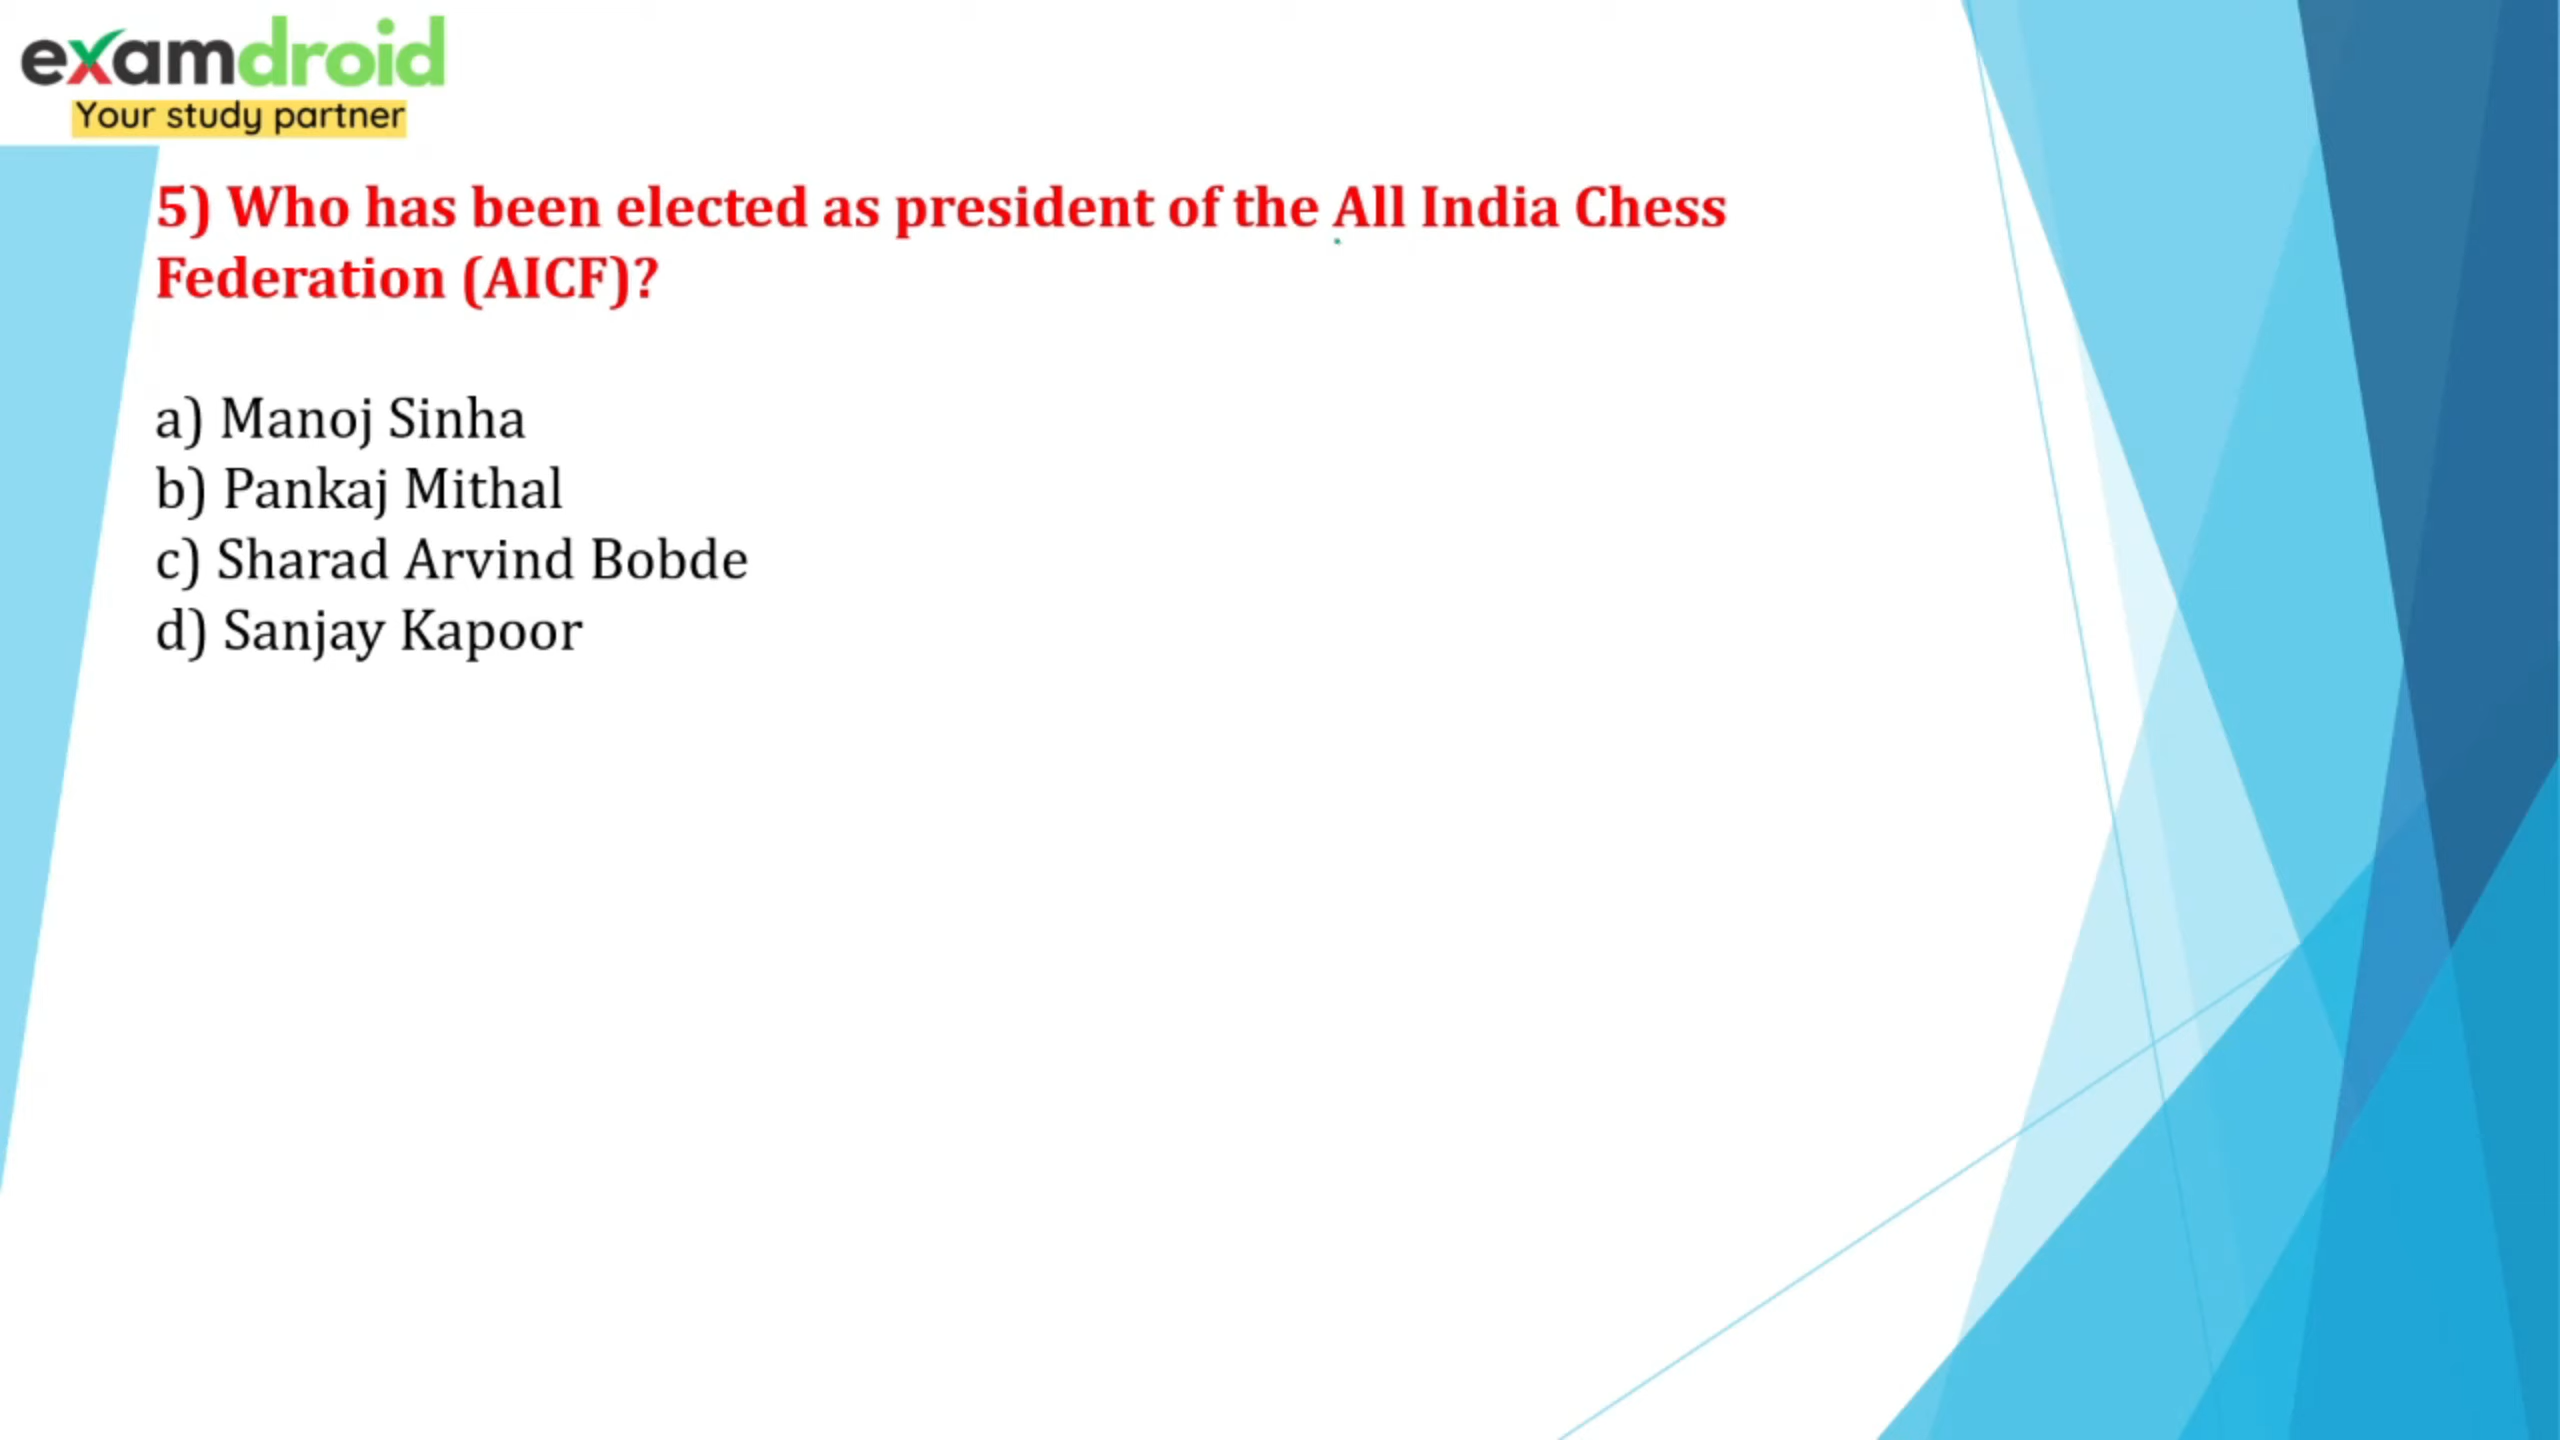 examdroid
Your study partner
5) Who has been elected as president of the All India Chess
Federation (AICF)?
a) Manoj Sinha
b) Pankaj Mithal
c) Sharad Arvind Bobde
d) Sanjay Kapoor